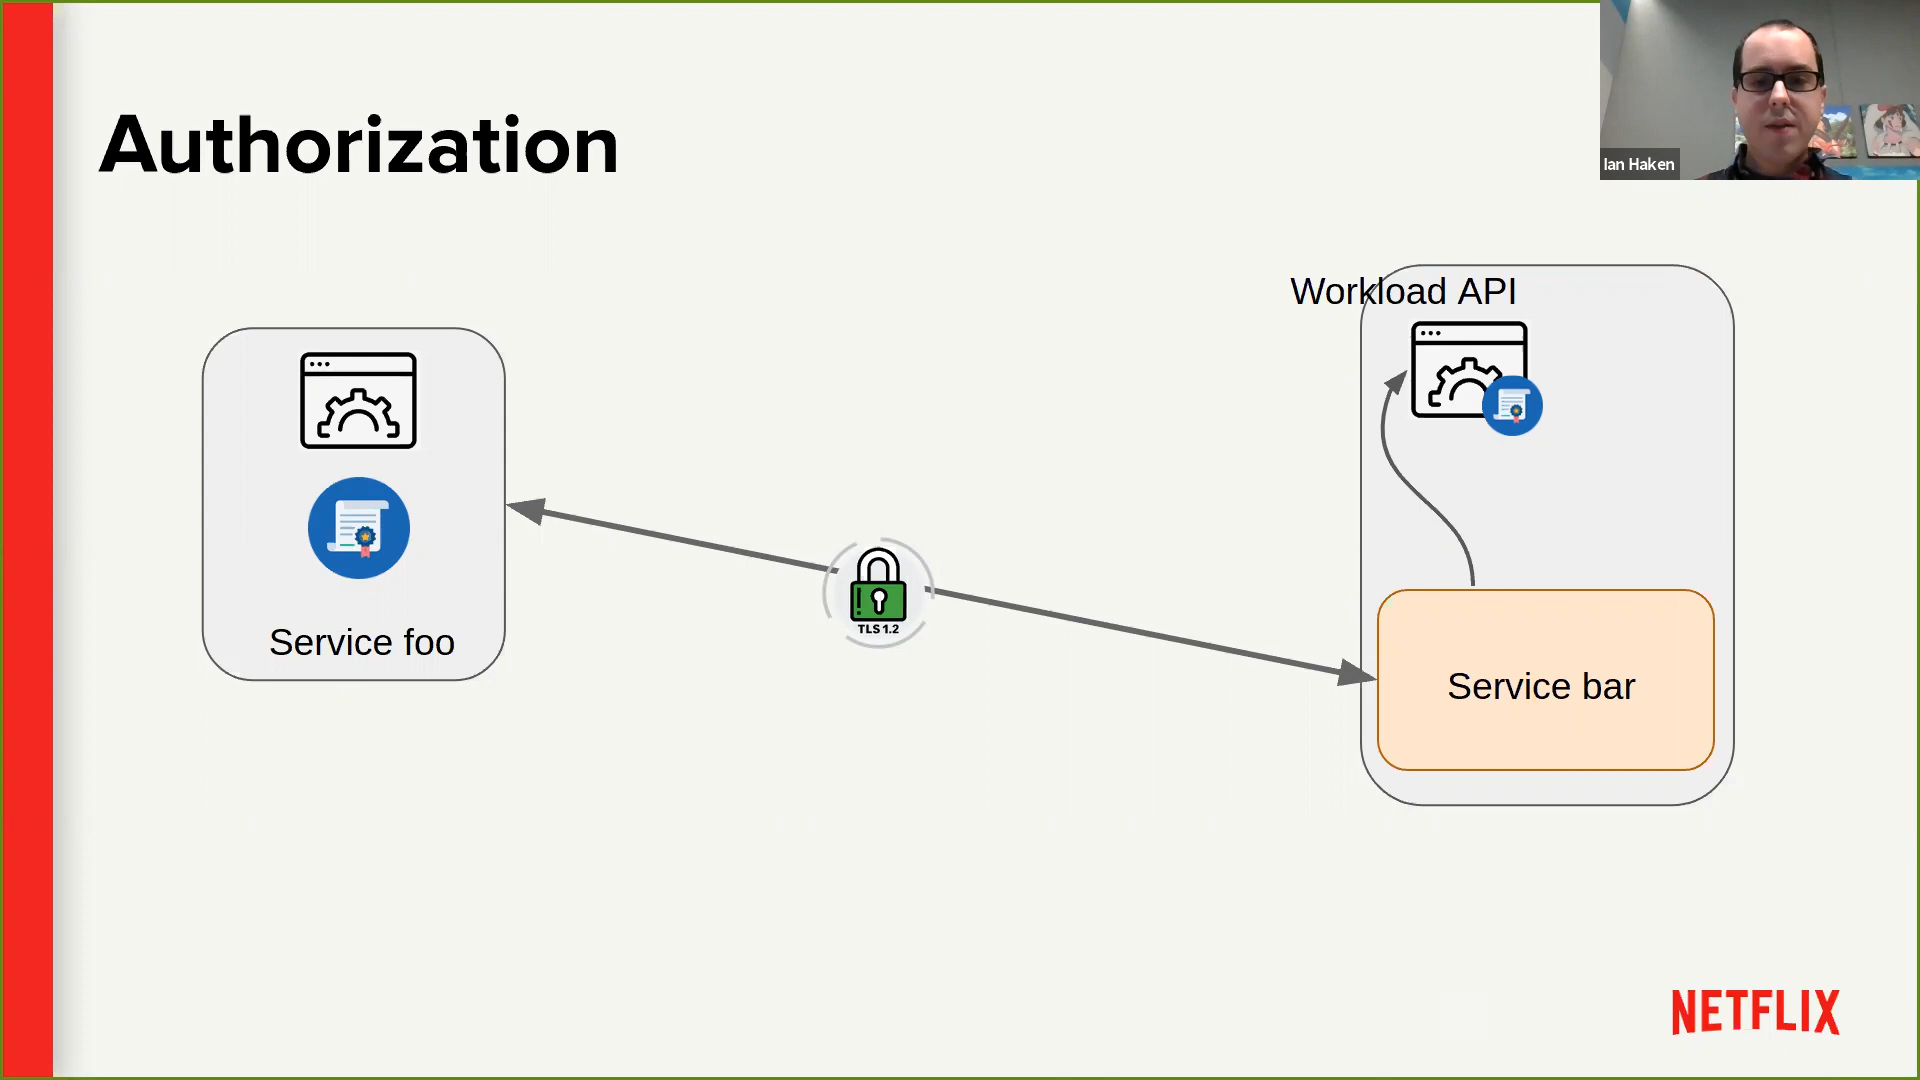 Authorization
Ian Haken
Workload API
Service foo
TLS 1.2
Service bar
NETFLIX